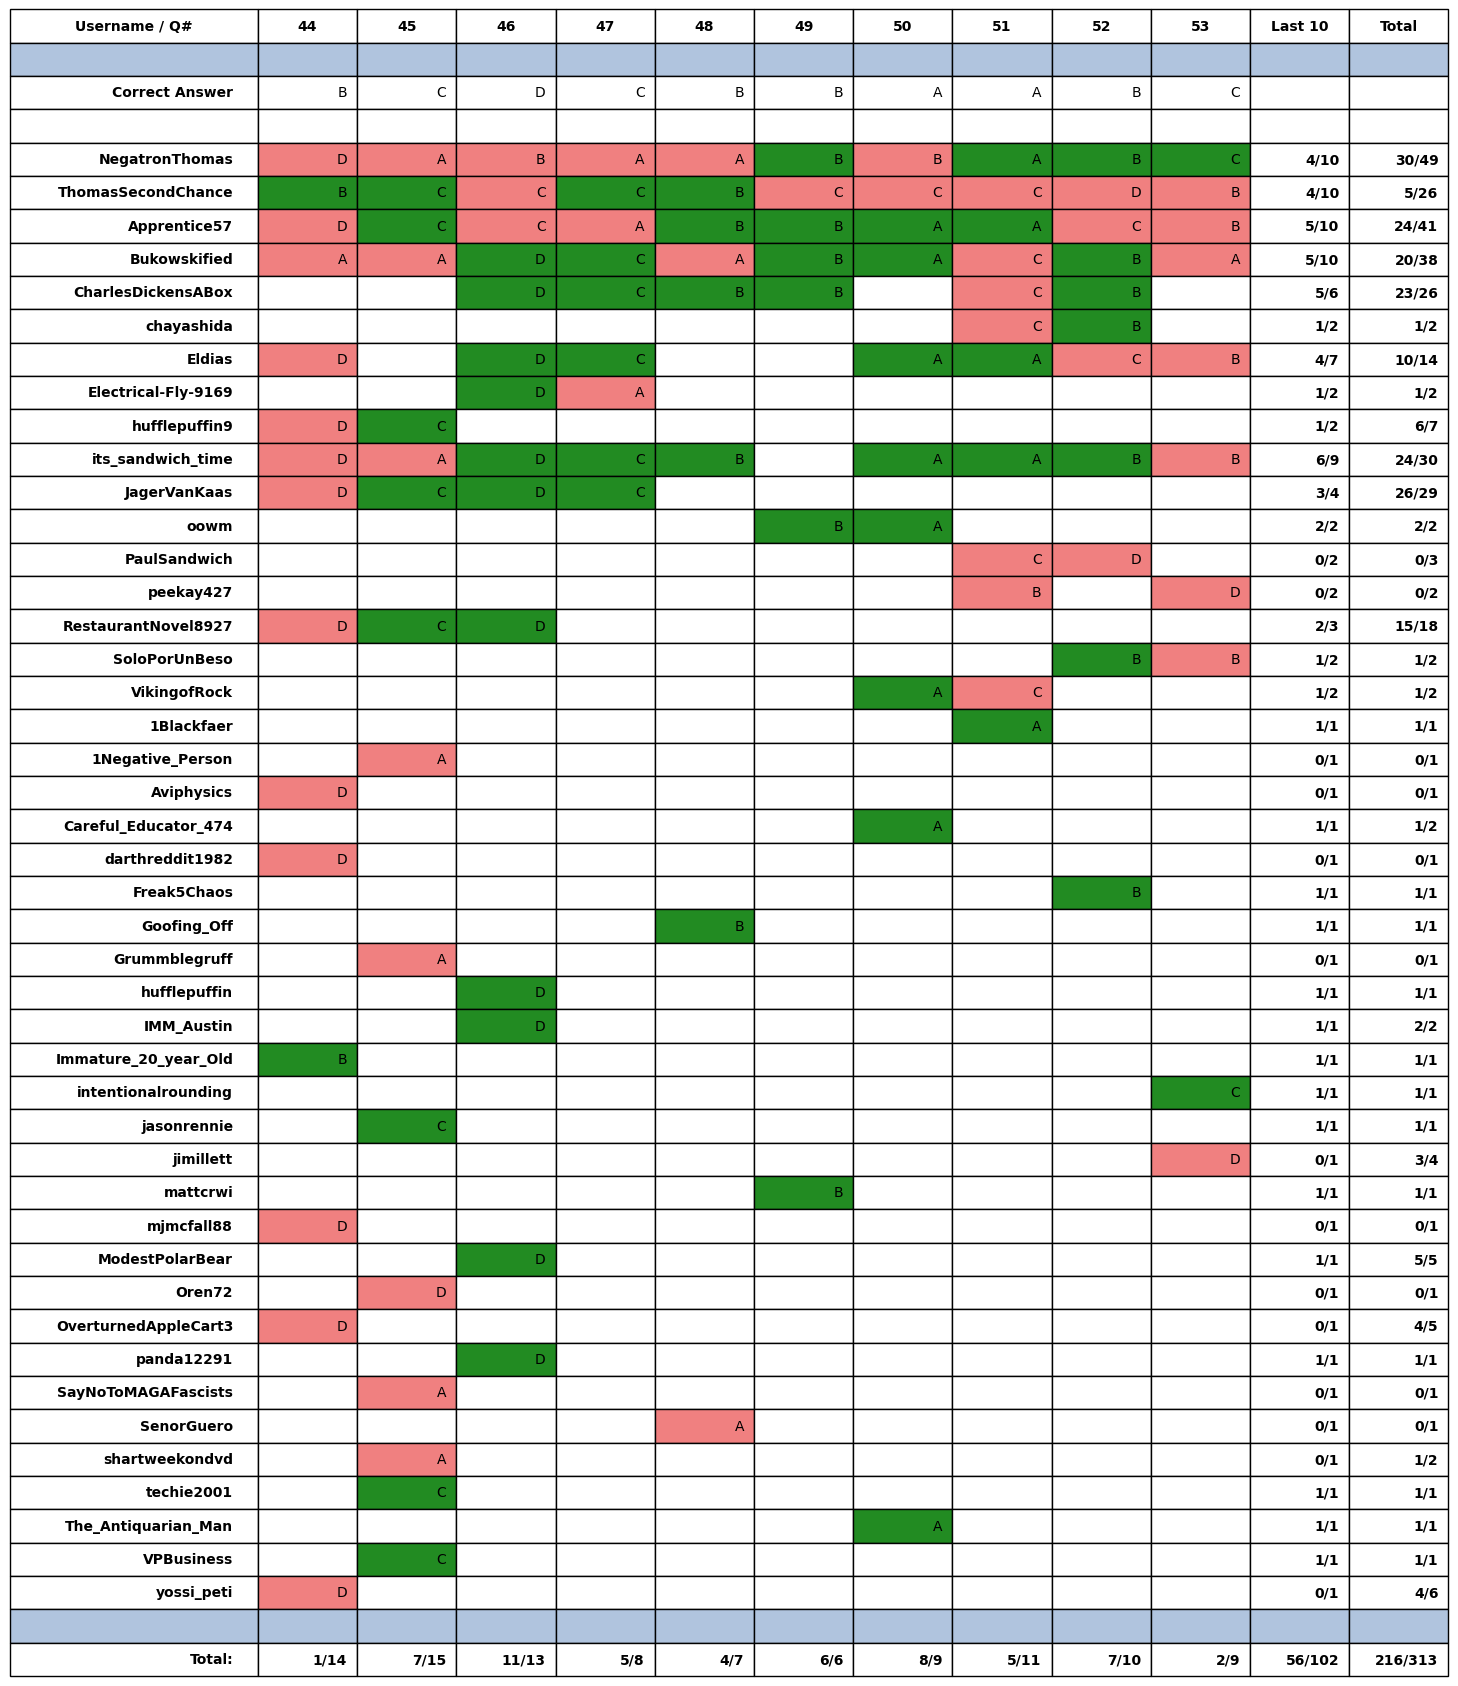 Username / Q# 44 45 46 47 48 49 50 51 52 53 Last 10 Total
Correct Answer B C D C B B A A B C
NegatronThomas D A B A A B B A B C 4/10 30/49
ThomasSecondChance B C C C B C C C D B 4/10 5/26
Apprentice57 D C C A B B A A C B 5/10 24/41
Bukowskified A A D C A B A C B A 5/10 20/38
CharlesDickensABox D C B B C B 5/6 23/26
chayashida C B 1/2 1/2
Eldias D D C A A C B 4/7 10/14
Electrical-Fly-9169 D A 1/2 1/2
hufflepuffin9 D C 1/2 6/7
its_sandwich_time D A D C B A A B B 6/9 24/30
JagerVanKaas D C D C 3/4 26/29
oowm B A 2/2 2/2
PaulSandwich C D 0/2 0/3
peekay427 B D 0/2 0/2
RestaurantNovel8927 D C D 2/3 15/18
SoloPorUnBeso B B 1/2 1/2
VikingofRock A C 1/2 1/2
1Blackfaer A 1/1 1/1
1Negative_Person A 0/1 0/1
Aviphysics D 0/1 0/1
Careful_Educator_474 A 1/1 1/2
darthreddit1982 D 0/1 0/1
Freak5Chaos B 1/1 1/1
Goofing_Off B 1/1 1/1
Grummblegruff A 0/1 0/1
hufflepuffin D 1/1 1/1
IMM_Austin D 1/1 2/2
Immature_20_year_Old B 1/1 1/1
intentionalrounding C 1/1 1/1
jasonrennie C 1/1 1/1
jimillett D 0/1 3/4
mattcrwi B 1/1 1/1
mjmcfall88 D 0/1 0/1
ModestPolarBear D 1/1 5/5
Oren72 D 0/1 0/1
OverturnedAppleCart3 D 0/1 4/5
panda12291 D 1/1 1/1
SayNoToMAGAFascists A 0/1 0/1
SenorGuero A 0/1 0/1
shartweekondvd A 0/1 1/2
techie2001 C 1/1 1/1
The_Antiquarian_Man A 1/1 1/1
VPBusiness C 1/1 1/1
yossi_peti D 0/1 4/6
Total: 1/14 7/15 11/13 5/8 4/7 6/6 8/9 5/11 7/10 2/9 56/102 216/313